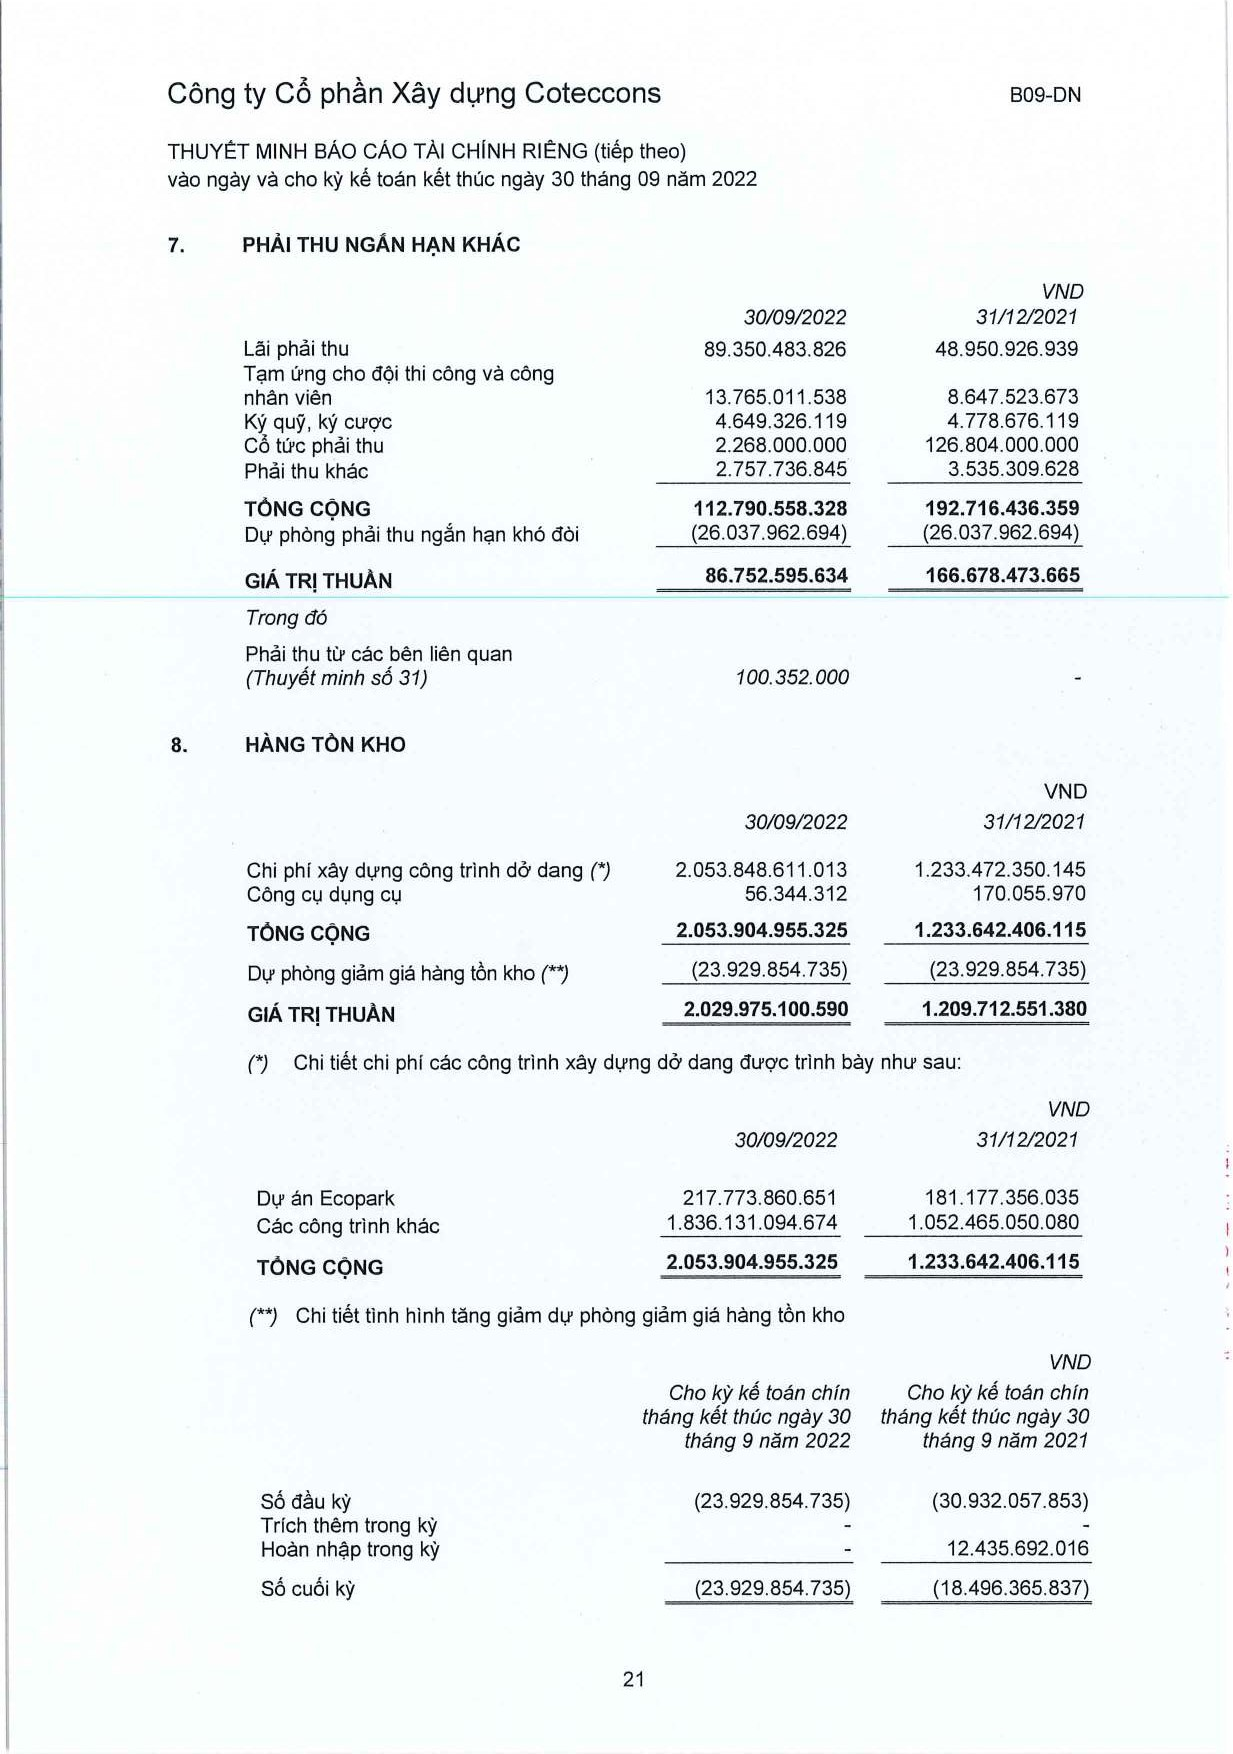 Công ty Cổ phần Xây dựng Coteccons B09-DN
THUYẾT MINH BÁO CÁO TÀI CHÍNH RIÊNG (tiếp theo)
vào ngày và cho kỳ kế toán kết thúc ngày 30 tháng 09 năm 2022
7. PHẢI THU NGẮN HẠN KHÁC
VND
30/09/2022 31/12/2021
Lãi phải thu 89.350.483.826 48.950.926.939
Tạm ứng cho đội thi công và công
nhân viên 13.765.011.538 8.647.523.673
Ký quỹ, ký cược 4.649.326.119 4.778.676.119
Cổ tức phải thu 2.268.000.000 126.804.000.000
Phải thu khác 2.757.736.845 3.535.309.628
TỔNG CỘNG 112.790.558.328 192.716.436.359
Dự phòng phải thu ngắn hạn khó đòi (26.037.962.694) (26.037.962.694)
GIÁ TRỊ THUẦN 86.752.595.634 166.678.473.665
Trong đó
Phải thu từ các bên liên quan
(Thuyết minh số 31) 100.352.000 -
8. HÀNG TỒN KHO
VND
30/09/2022 31/12/2021
Chi phí xây dựng công trình dở dang (*) 2.053.848.611.013 1.233.472.350.145
Công cụ dụng cụ 56.344.312 170.055.970
TỔNG CỘNG 2.053.904.955.325 1.233.642.406.115
Dự phòng giảm giá hàng tồn kho (**) (23.929.854.735) (23.929.854.735)
GIÁ TRỊ THUẦN 2.029.975.100.590 1.209.712.551.380
(*) Chi tiết chi phí các công trình xây dựng dở dang được trình bày như sau:
VND
30/09/2022 31/12/2021
Dự án Ecopark 217.773.860.651 181.177.356.035
Các công trình khác 1.836.131.094.674 1.052.465.050.080
TỔNG CỘNG 2.053.904.955.325 1.233.642.406.115
(**) Chi tiết tình hình tăng giảm dự phòng giảm giá hàng tồn kho
VND
Cho kỳ kế toán chín Cho kỳ kế toán chín
tháng kết thúc ngày 30 tháng kết thúc ngày 30
tháng 9 năm 2022 tháng 9 năm 2021
Số đầu kỳ (23.929.854.735) (30.932.057.853)
Trích thêm trong kỳ - -
Hoàn nhập trong kỳ - 12.435.692.016
Số cuối kỳ (23.929.854.735) (18.496.365.837)
21